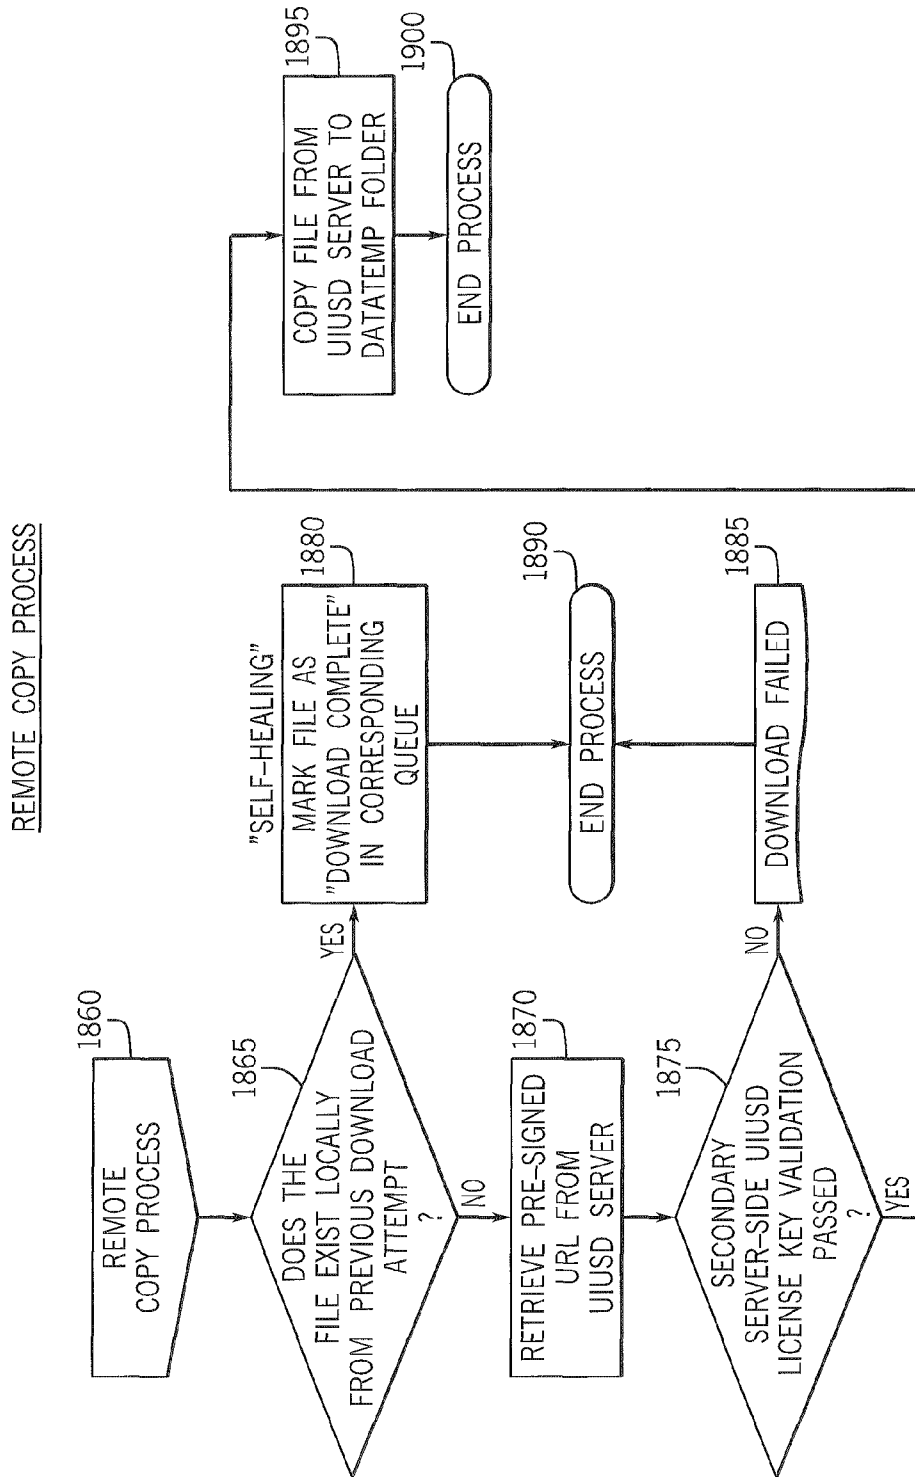 REMOTE COPY PROCESS
1860
REMOTE
COPY PROCESS
1865
DOES THE
FILE EXIST LOCALLY
FROM PREVIOUS DOWNLOAD
ATTEMPT
?
YES
NO
"SELF-HEALING"
1880
MARK FILE AS
"DOWNLOAD COMPLETE"
IN CORRESPONDING
QUEUE
1870
RETRIEVE PRE-SIGNED
URL FROM
UIUSD SERVER
1890
END PROCESS
1875
SECONDARY
SERVER-SIDE UIUSD
LICENSE KEY VALIDATION
PASSED
?
NO
YES
1885
DOWNLOAD FAILED
1895
COPY FILE FROM
UIUSD SERVER TO
DATATEMP FOLDER
1900
END PROCESS